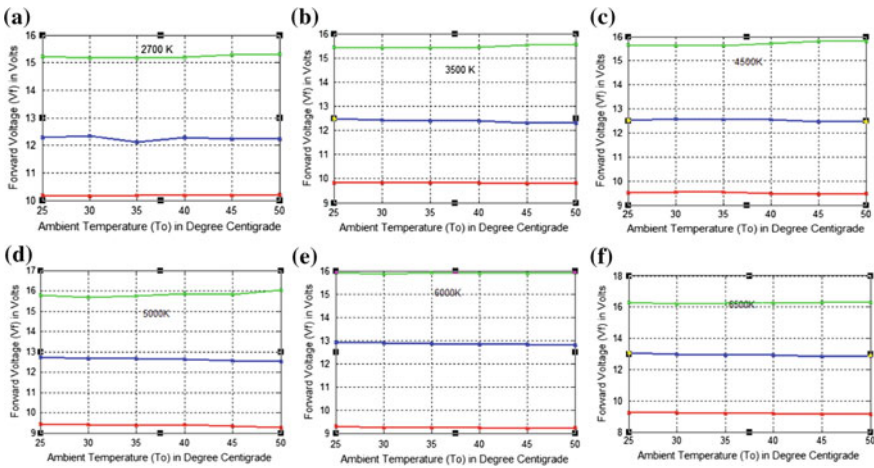 (a)
Forward Voltage (Vf) in Volts
16
15
14
13
12
11
10
2700 K
25 30 35 40 45 50
Ambient Temperature (To) in Degree Centigrade
(b)
Forward Voltage (Vf) in Volts
16
15
14
13
12
11
10
9
3500 K
25 30 35 40 45 50
Ambient Temperature (To) in Degree Centigrade
(c)
Forward Voltage (Vf) in Volts
16
15
14
13
12
11
10
9
4500K
25 30 35 40 45 50
Ambient Temperature (To) in Degree Centigrade
(d)
Forward Voltage (Vf) in Volts
17
16
15
14
13
12
11
10
9
5000K
25 30 35 40 45 50
Ambient Temperature (To) in Degree Centigrade
(e)
Forward Voltage (Vf) in Volts
16
15
14
13
12
11
10
9
6000K
25 30 35 40 45 50
Ambient Temperature (To) in Degree Centigrade
(f)
Forward Voltage (Vf) in Volts
18
16
14
12
10
8
6500K
25 30 35 40 45 50
Ambient Temperature (To) in Degree Centigrade